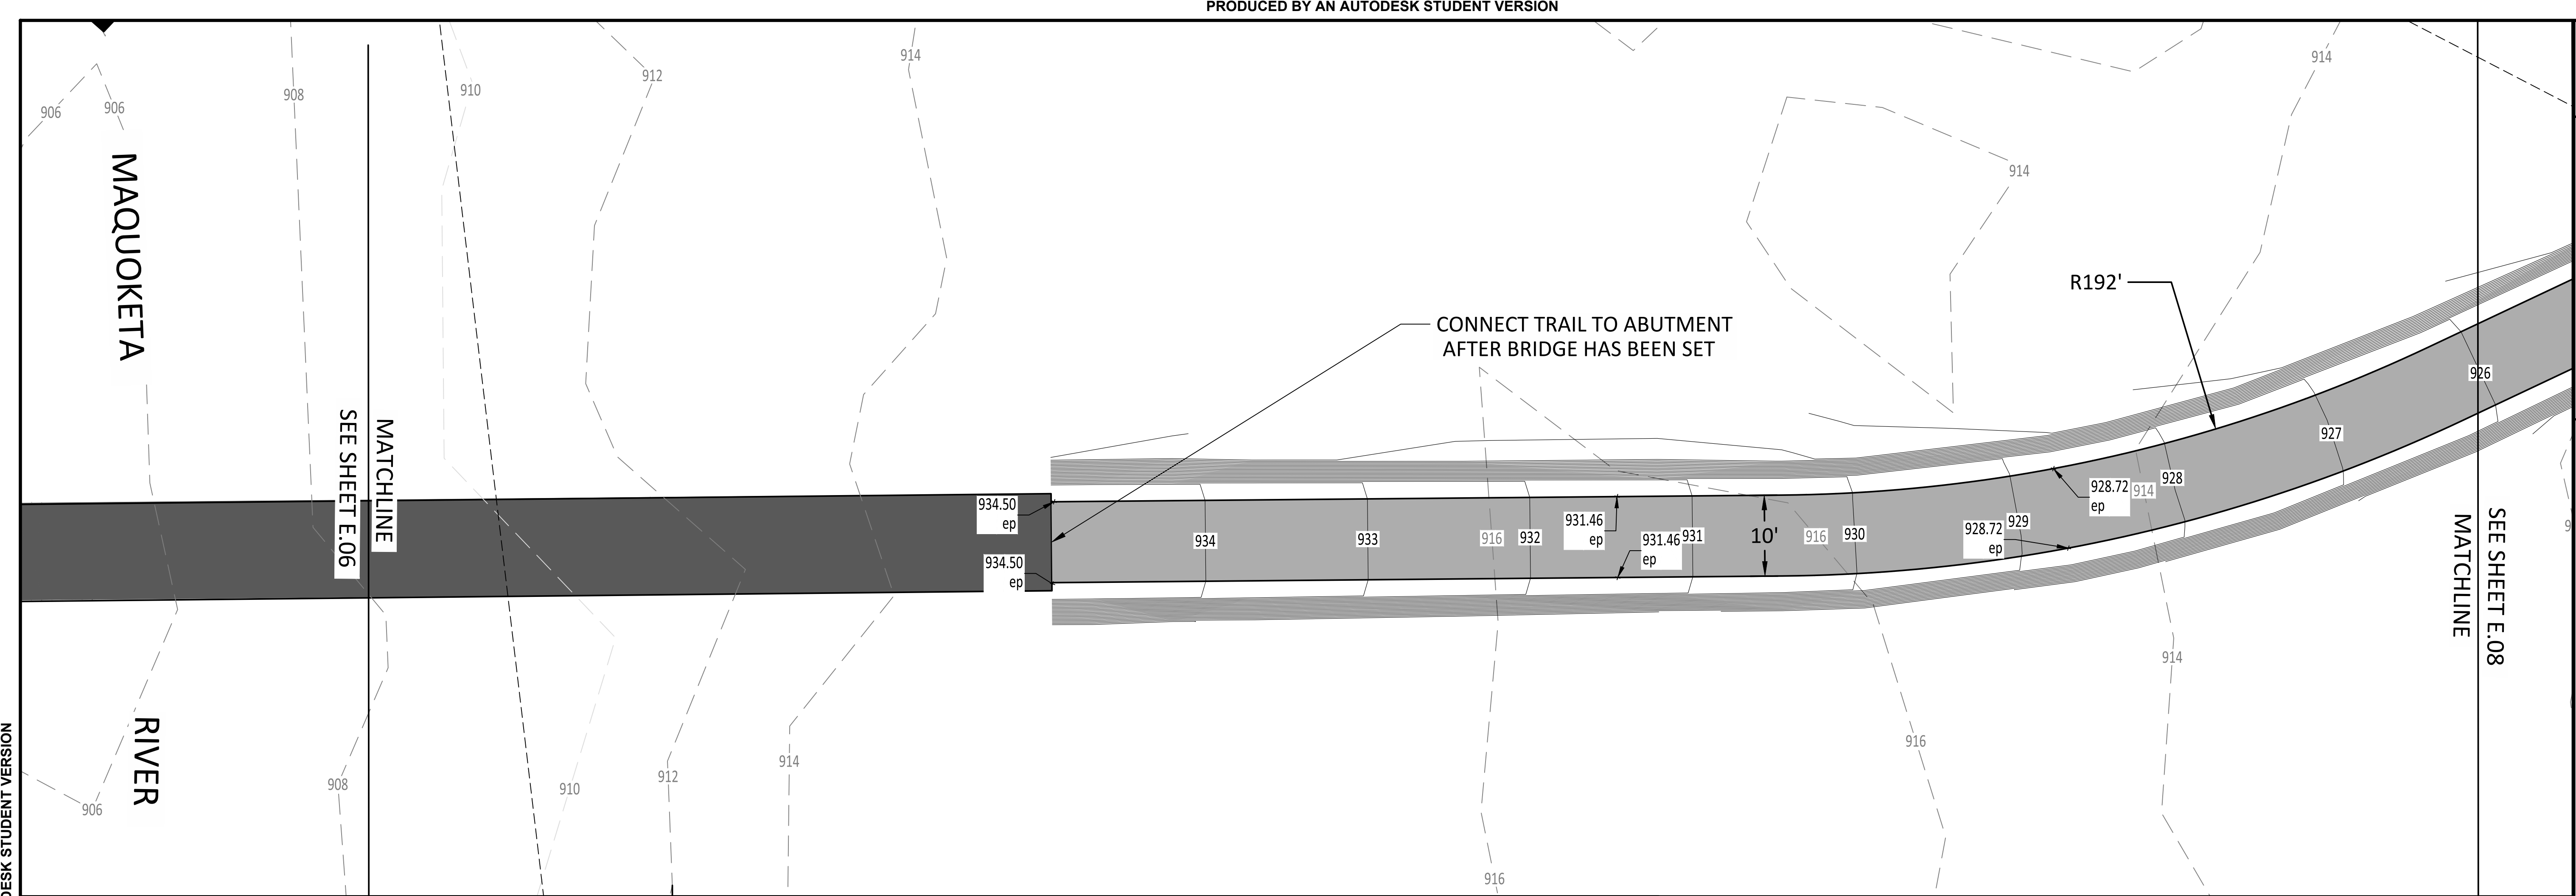 PRODUCED BY AN AUTODESK STUDENT VERSION
914
914
912
910
908
906
906
MAQUOKETA
914
R192'
CONNECT TRAIL TO ABUTMENT
AFTER BRIDGE HAS BEEN SET
926
927
928
914
928.72
ep
MATCHLINE
SEE SHEET E.06
934.50
ep
934
933
916
932
931.46
ep
931.46
ep
931
10'
916
930
928.72
ep
929
934.50
ep
SEE SHEET E.08
MATCHLINE
914
RIVER
916
914
912
908
910
906
916
DESK STUDENT VERSION